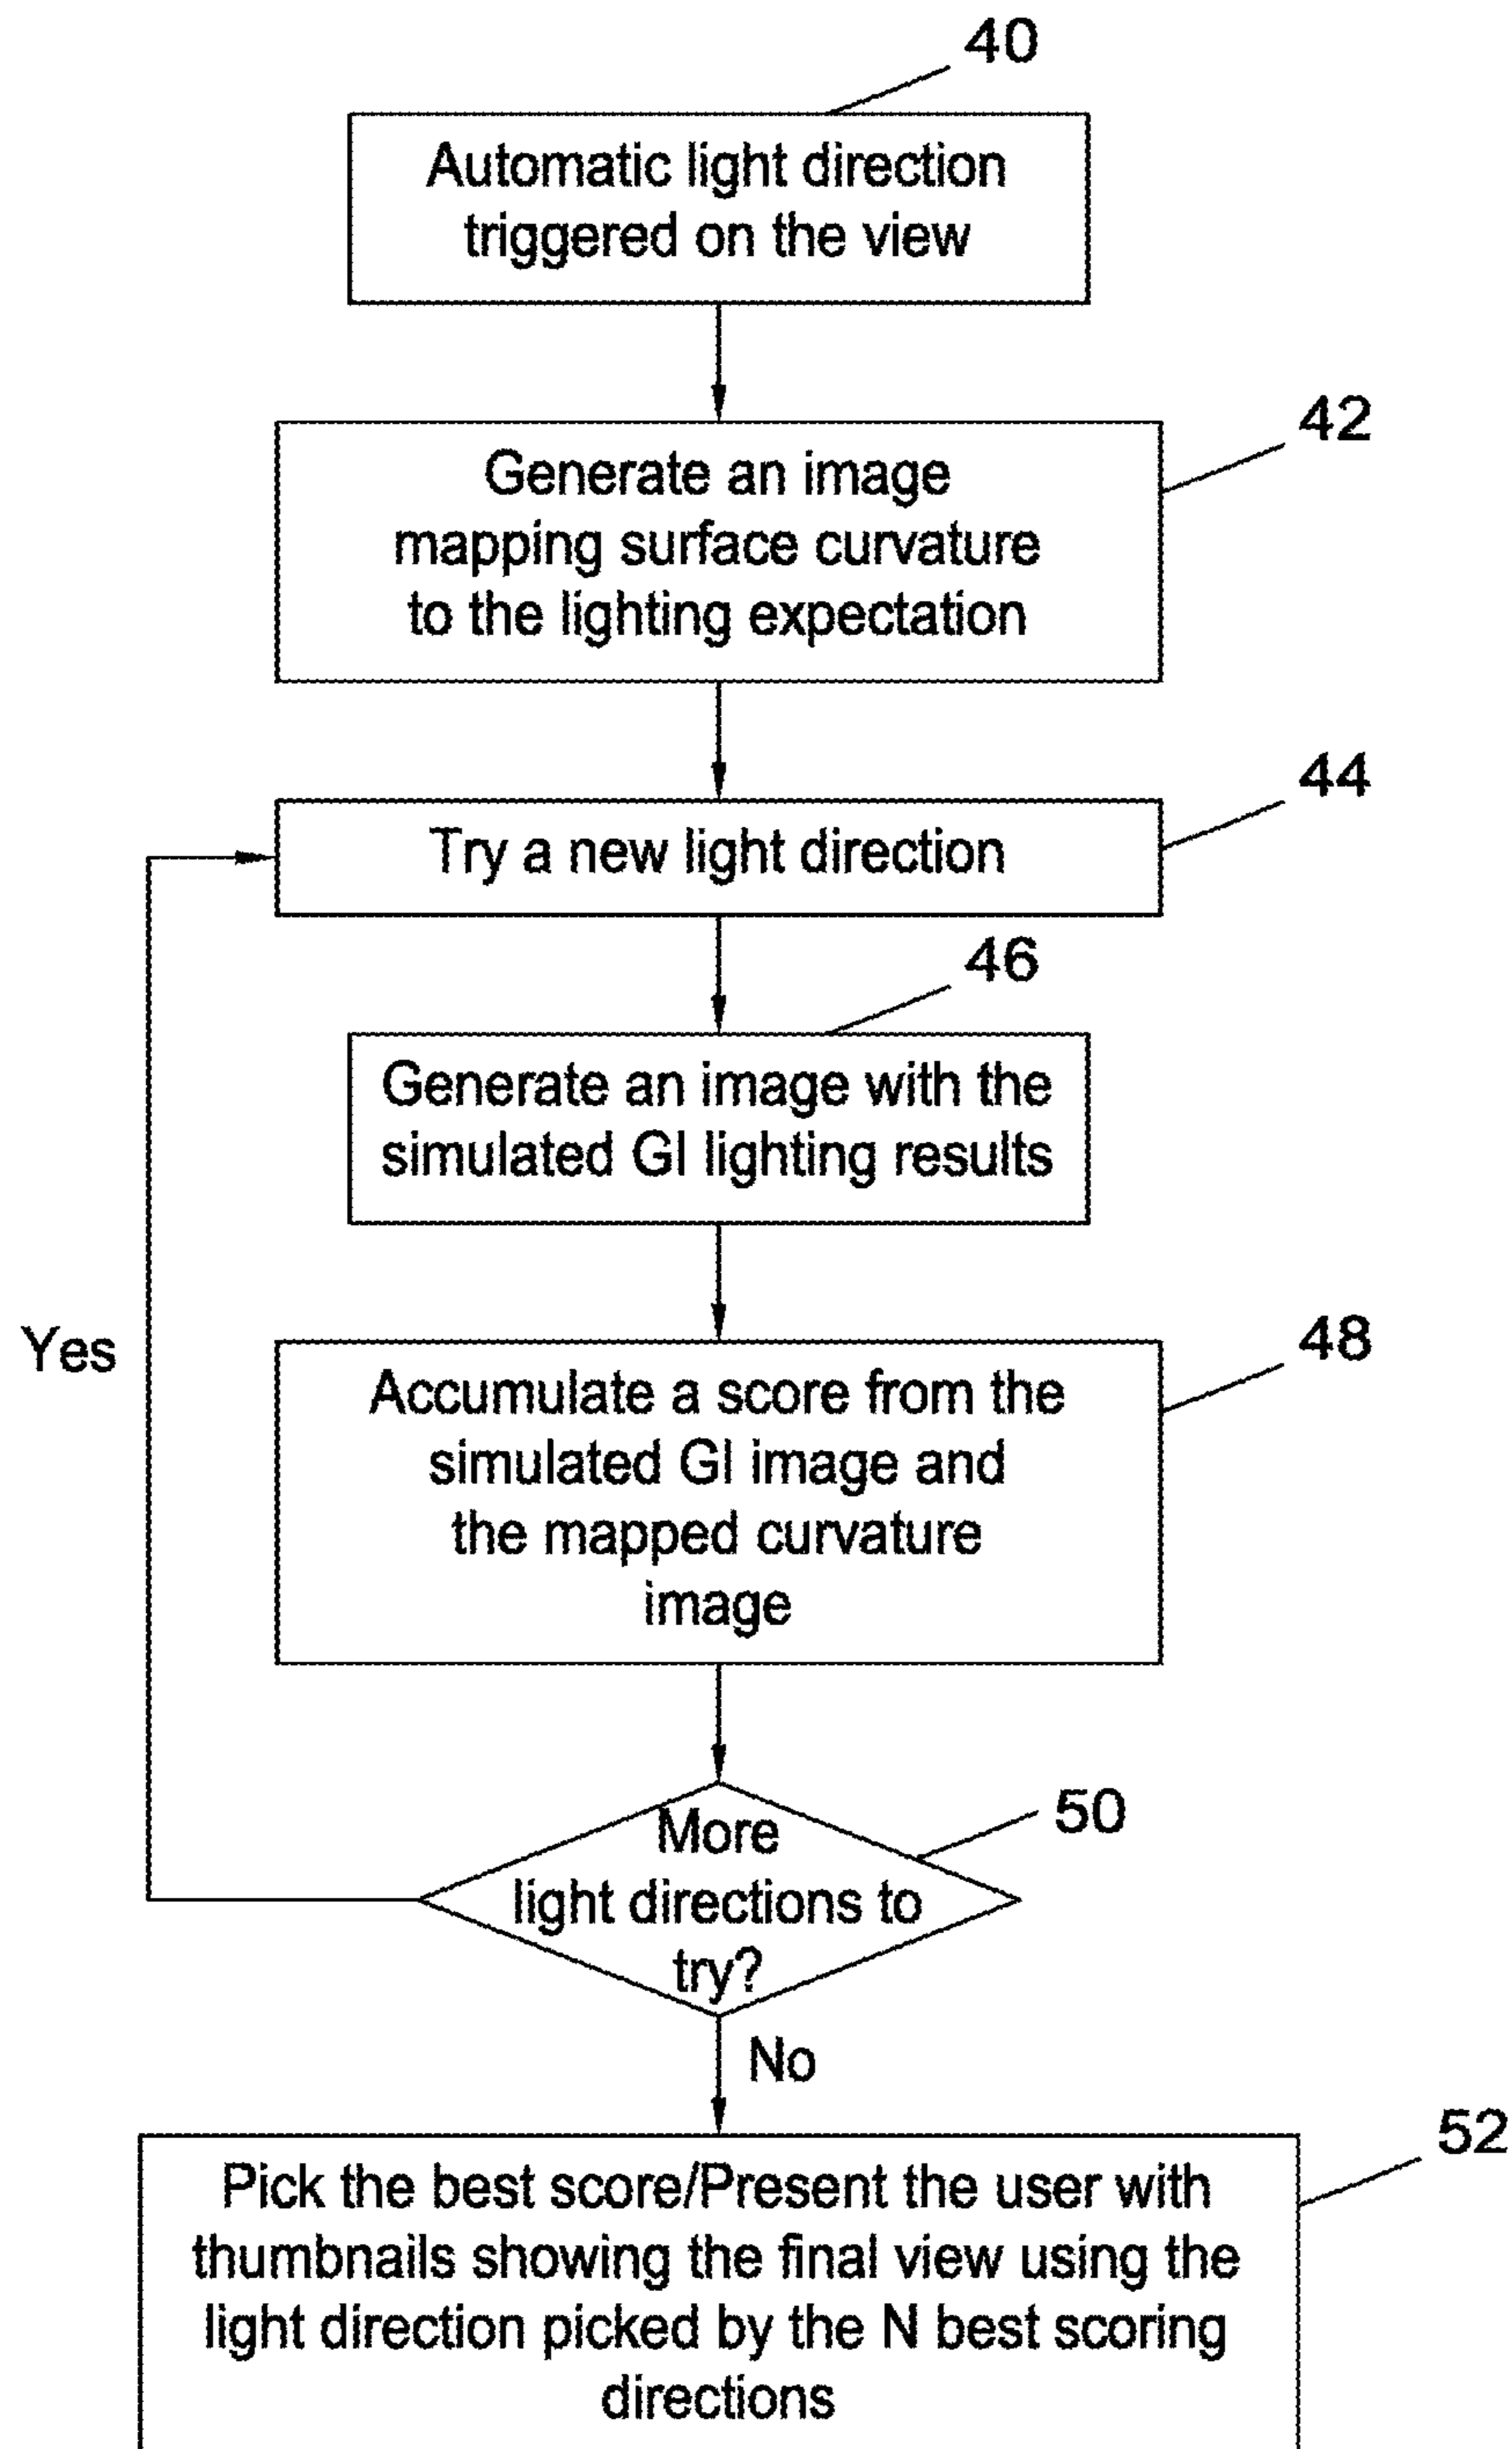 40
Automatic light direction
triggered on the view
42
Generate an image
mapping surface curvature
to the lighting expectation
44
Try a new light direction
46
Generate an image with the
simulated GI lighting results
Yes
48
Accumulate a score from the
simulated GI image and
the mapped curvature
image
50
More
light directions to
try?
No
52
Pick the best score/Present the user with
thumbnails showing the final view using the
light direction picked by the N best scoring
directions